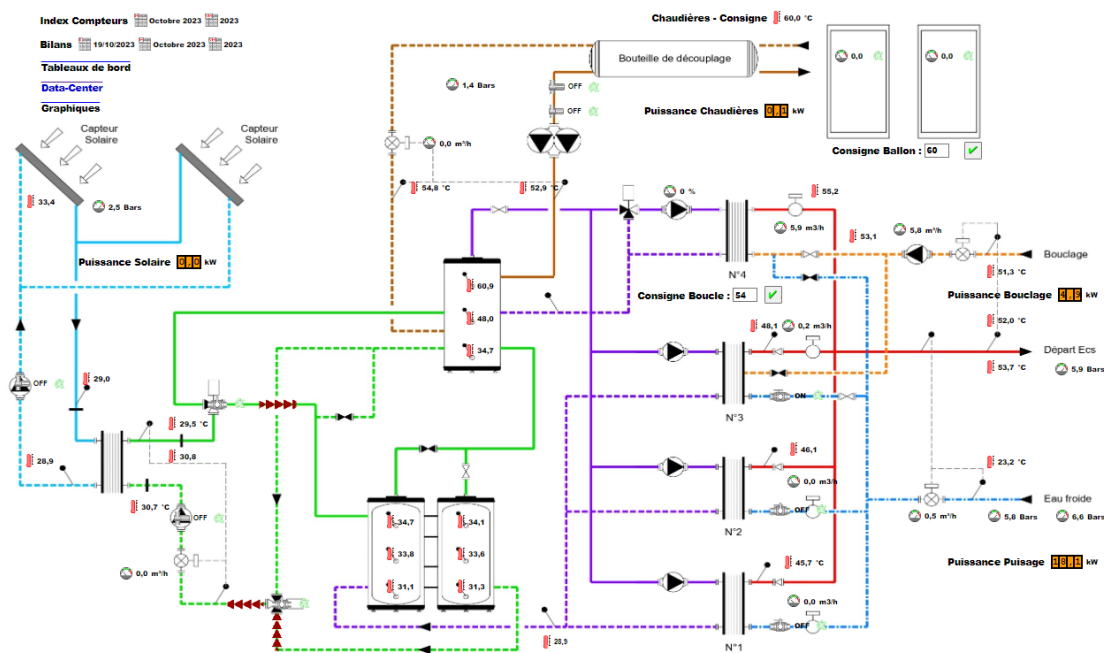 Index Compteurs Octobre 2023 2023
Bilans 19/10/2023 Octobre 2023 2023
Tableaux de bord
Data-Center
Graphiques
Chaudières - Consigne 60,0 °C
Bouteille de découplage
0,0
0,0
1,4 Bars
OFF
OFF
Puissance Chaudières 0,1 kW
0,0 m³/h
Consigne Ballon : 60
Capteur
Solaire
Capteur
Solaire
54,8 °C
52,9 °C
33,4
2,5 Bars
0 %
55,2
5,9 m3/h
53,1
5,8 m³/h
Bouclage
Puissance Solaire 0,0 kW
N°4
51,3 °C
60,9
Consigne Boucle : 54
Puissance Bouclage kW
48,0
34,7
48,1
0,2 m3/h
52,0 °C
Départ Ecs
53,7 °C
5,9 Bars
OFF
29,0
ON
N°3
29,5 °C
30,8
28,9
46,1
23,2 °C
30,7 °C
0,0 m3/h
OFF
34,7
34,1
OFF
N°2
Eau froide
0,5 m³/h
5,8 Bars
6,6 Bars
33,8
33,6
0,0 m³/h
31,1
31,3
45,7 °C
Puissance Puisage kW
0,0 m3/h
OFF
28,9
N°1